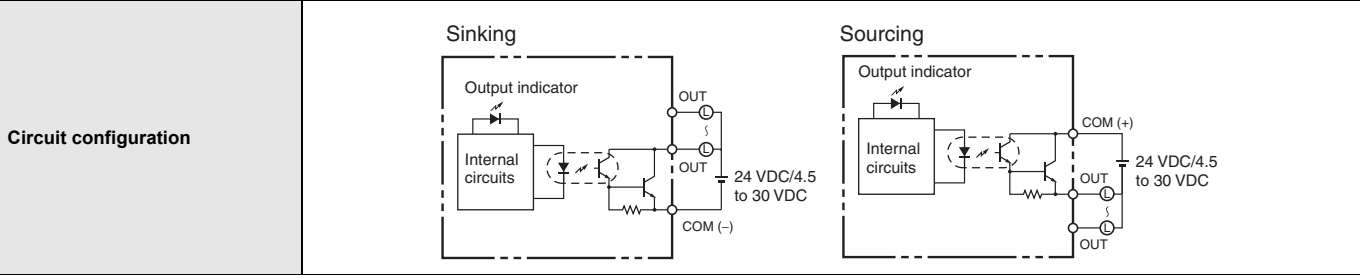 Circuit configuration
Sinking
Output indicator
Internal
circuits
OUT
L
L
OUT
24 VDC/4.5
to 30 VDC
COM (–)
Sourcing
Output indicator
Internal
circuits
COM (+)
24 VDC/4.5
to 30 VDC
OUT
L
L
OUT